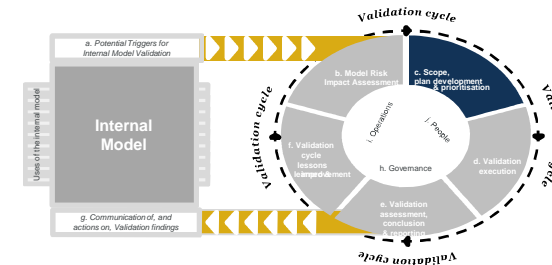 Validation cycle
a. Potential Triggers for
Internal Model Validation
b. Model Risk
Impact Assessment
c. Scope,
plan development
& prioritisation
Uses of the internal model
Internal
Model
Validation cycle
i. Operations
j. People
f. Validation
cycle
lessons
d. Validation
execution
h. Governance
e. Validation
assessment,
conclusion
& reporting
g. Communication of, and
actions on, Validation findings
Validation cycle